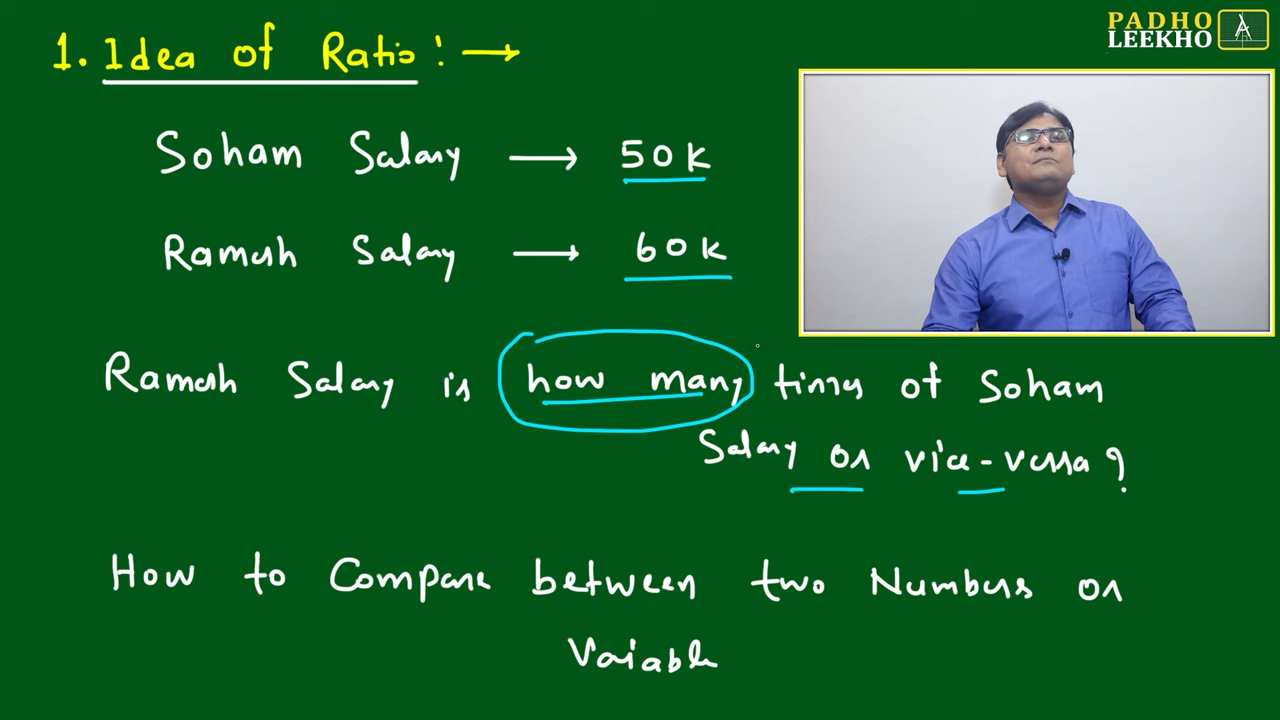 PADHO
LEEKHO
1. Idea of Ratio : →
Soham Salary → 50K
Ramesh Salary → 60K
Ramesh Salary is how many times of Soham
Salary or vice-versa ?
How to Compare between two Numbers or
Variable